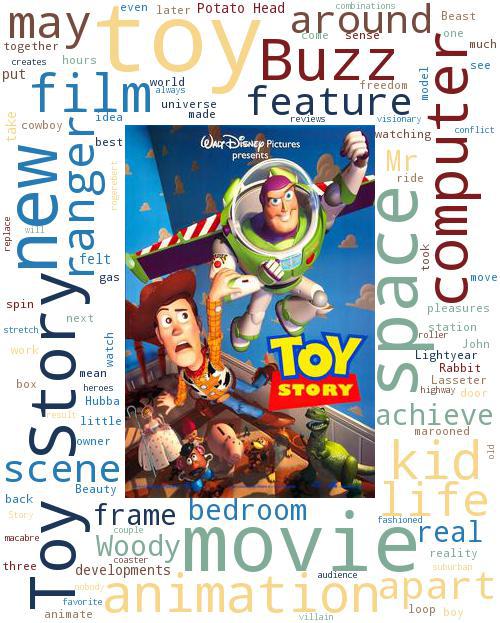 even
later
Potato Head
combinations
may
toy
around
Beast
together
come
sense
one
much
creates
hours
Buzz
put
world
freedom
see
film
always
model
universe
feature
made
idea
reviews
visionary
take
cowboy
best
watching
conflict
computer
new
ranger
rogerebert
Mr
ride
WALT DISNEY Pictures
presents
replace
will
space
took
felt
gas
move
Toy Story
spin
next
pleasures
station
stretch
roller
John
work
watch
Lightyear
mean
Rabbit
TOY
STORY
box
heroes
Lasseter
highway
door
Hubba
result
little
achieve
owner
marooned
scene
kid
old
Beauty
life
back
Story
frame
bedroom
fashioned
real
couple
movie
macabre
Woody
reality
three
coaster
developments
suburban
audience
nobody
animation
apart
favorite
loop
boy
animate
villain